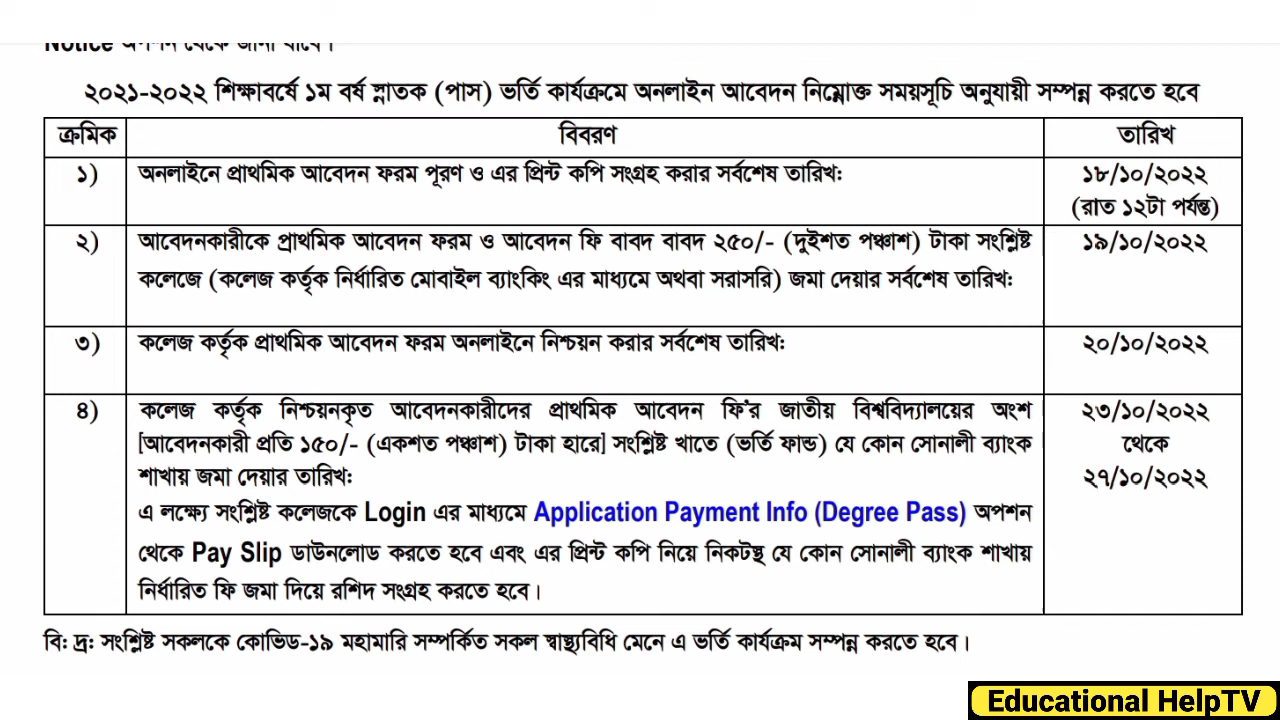 Notice অপশন থেকে জানা যাবে।
২০২১-২০২২ শিক্ষাবর্ষে ১ম বর্ষ স্নাতক (পাস) ভর্তি কার্যক্রমে অনলাইন আবেদন নিম্নোক্ত সময়সূচি অনুযায়ী সম্পন্ন করতে হবে
ক্রমিক বিবরণ তারিখ
১) অনলাইনে প্রাথমিক আবেদন ফরম পূরণ ও এর প্রিন্ট কপি সংগ্রহ করার সর্বশেষ তারিখ: ১৮/১০/২০২২
(রাত ১২টা পর্যন্ত)
২) আবেদনকারীকে প্রাথমিক আবেদন ফরম ও আবেদন ফি বাবদ বাবদ ২৫০/- (দুইশত পঞ্চাশ) টাকা সংশ্লিষ্ট ১৯/১০/২০২২
কলেজে (কলেজ কর্তৃক নির্ধারিত মোবাইল ব্যাংকিং এর মাধ্যমে অথবা সরাসরি) জমা দেয়ার সর্বশেষ তারিখ:
৩) কলেজ কর্তৃক প্রাথমিক আবেদন ফরম অনলাইনে নিশ্চয়ন করার সর্বশেষ তারিখ: ২০/১০/২০২২
৪) কলেজ কর্তৃক নিশ্চয়নকৃত আবেদনকারীদের প্রাথমিক আবেদন ফি'র জাতীয় বিশ্ববিদ্যালয়ের অংশ ২৩/১০/২০২২
[আবেদনকারী প্রতি ১৫০/- (একশত পঞ্চাশ) টাকা হারে] সংশ্লিষ্ট খাতে (ভর্তি ফান্ড) যে কোন সোনালী ব্যাংক থেকে
শাখায় জমা দেয়ার তারিখ: ২৭/১০/২০২২
এ লক্ষ্যে সংশ্লিষ্ট কলেজকে Login এর মাধ্যমে Application Payment Info (Degree Pass) অপশন
থেকে Pay Slip ডাউনলোড করতে হবে এবং এর প্রিন্ট কপি নিয়ে নিকটস্থ যে কোন সোনালী ব্যাংক শাখায়
নির্ধারিত ফি জমা দিয়ে রশিদ সংগ্রহ করতে হবে।
বি: দ্র: সংশ্লিষ্ট সকলকে কোভিড-১৯ মহামারি সম্পর্কিত সকল স্বাস্থ্যবিধি মেনে এ ভর্তি কার্যক্রম সম্পন্ন করতে হবে।
Educational HelpTV